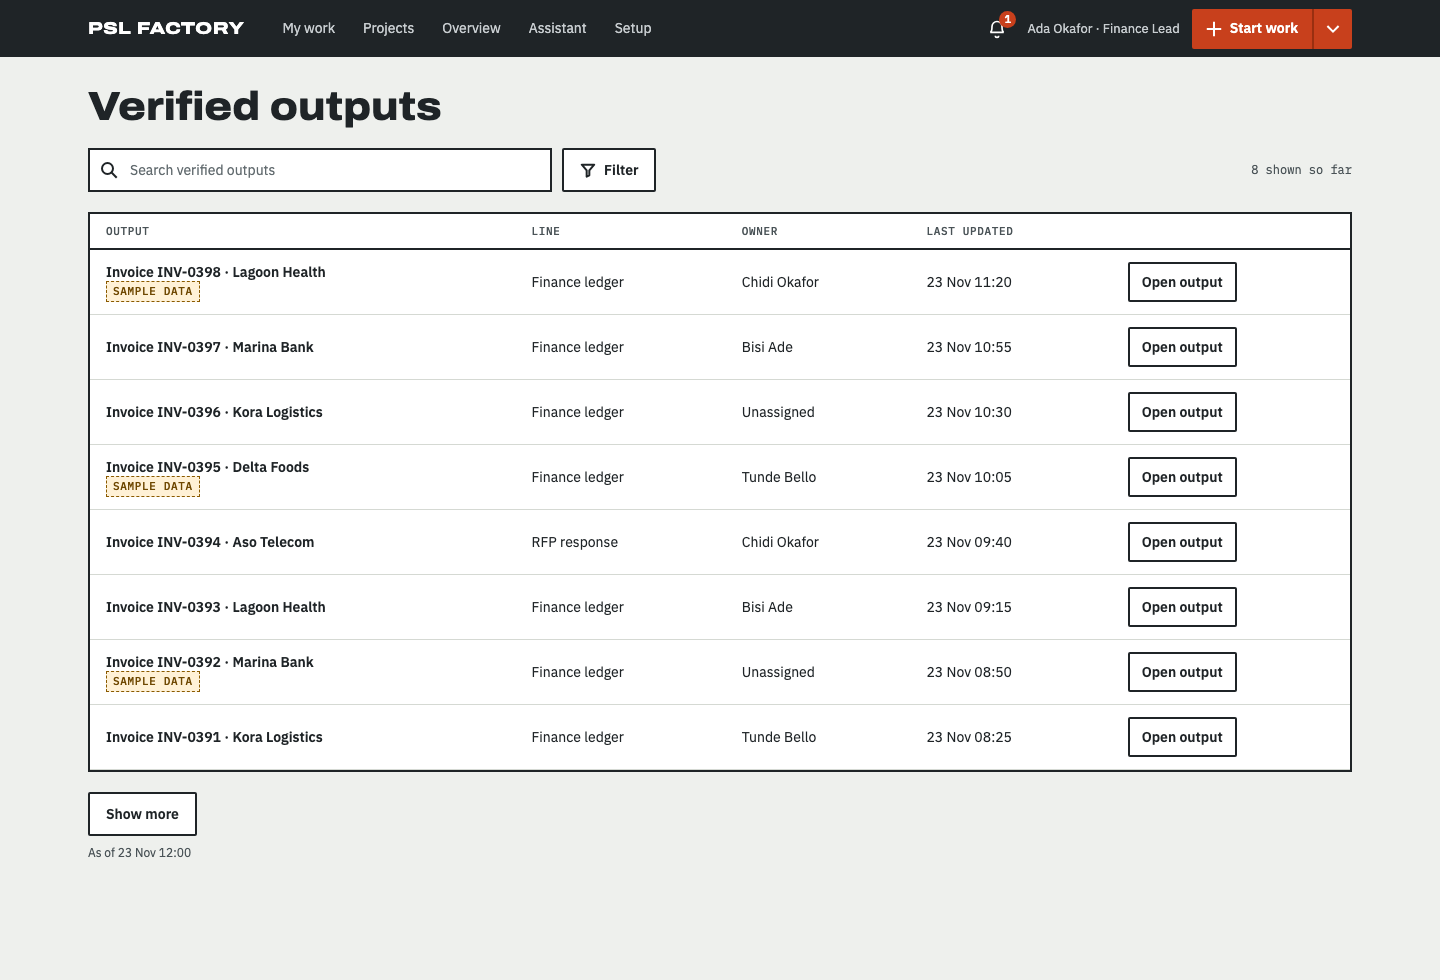 PSL FACTORY My work Projects Overview Assistant Setup 1 Ada Okafor · Finance Lead Start work
Verified outputs
Search verified outputs Filter 8 shown so far
OUTPUT LINE OWNER LAST UPDATED
Invoice INV-0398 · Lagoon Health Finance ledger Chidi Okafor 23 Nov 11:20 Open output
SAMPLE DATA
Invoice INV-0397 · Marina Bank Finance ledger Bisi Ade 23 Nov 10:55 Open output
Invoice INV-0396 · Kora Logistics Finance ledger Unassigned 23 Nov 10:30 Open output
Invoice INV-0395 · Delta Foods Finance ledger Tunde Bello 23 Nov 10:05 Open output
SAMPLE DATA
Invoice INV-0394 · Aso Telecom RFP response Chidi Okafor 23 Nov 09:40 Open output
Invoice INV-0393 · Lagoon Health Finance ledger Bisi Ade 23 Nov 09:15 Open output
Invoice INV-0392 · Marina Bank Finance ledger Unassigned 23 Nov 08:50 Open output
SAMPLE DATA
Invoice INV-0391 · Kora Logistics Finance ledger Tunde Bello 23 Nov 08:25 Open output
Show more
As of 23 Nov 12:00